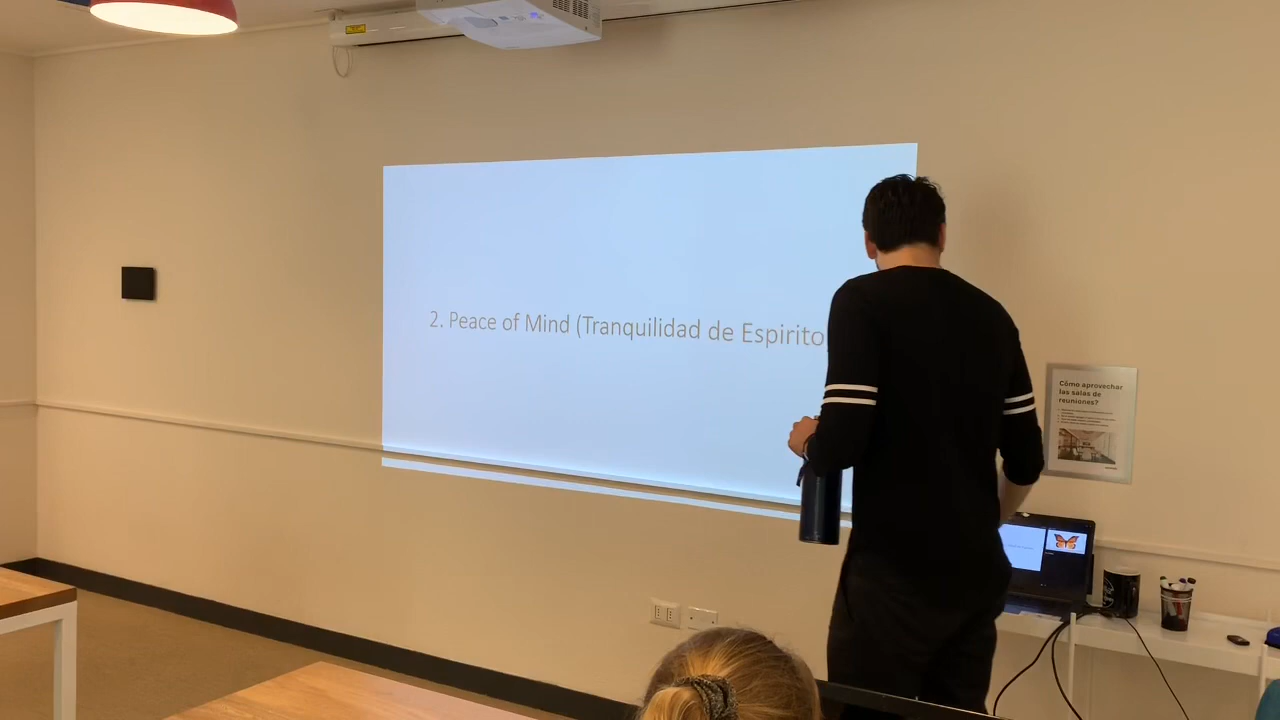 2. Peace of Mind (Tranquilidad de Espirito
Cómo aprovechar
las salas de
reuniones?